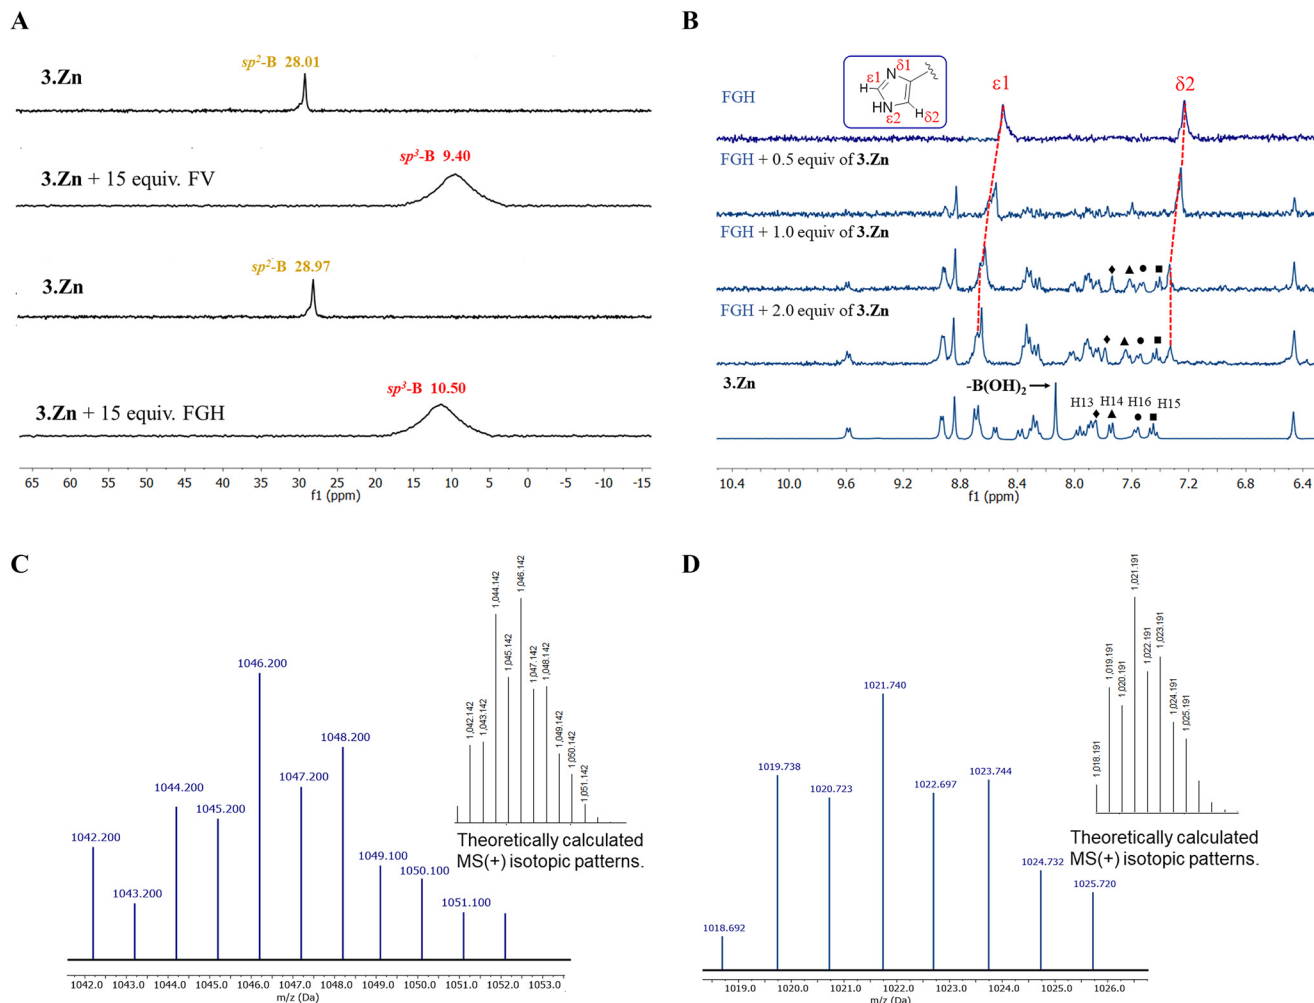 A
3.Zn
sp²-B 28.01
3.Zn + 15 equiv. FV
sp³-B 9.40
3.Zn
sp²-B 28.97
3.Zn + 15 equiv. FGH
sp³-B 10.50
65 60 55 50 45 40 35 30 25 20 15 10 5 0 -5 -10 -15
f1 (ppm)
B
N δ1
ε1
H
HN
ε2
H δ2
FGH
ε1
δ2
FGH + 0.5 equiv of 3.Zn
FGH + 1.0 equiv of 3.Zn
FGH + 2.0 equiv of 3.Zn
3.Zn
-B(OH)₂
H13 H14 H16 H15
10.4 10.0 9.6 9.2 8.8 8.4 8.0 7.6 7.2 6.8 6.4
f1 (ppm)
C
1042.200
1043.200
1044.200
1045.200
1046.200
1047.200
1048.200
1049.100
1050.100
1051.100
1,042.142
1,043.142
1,044.142
1,045.142
1,046.142
1,047.142
1,048.142
1,049.142
1,050.142
1,051.142
Theoretically calculated
MS(+) isotopic patterns.
1042.0 1043.0 1044.0 1045.0 1046.0 1047.0 1048.0 1049.0 1050.0 1051.0 1052.0 1053.0
m/z (Da)
D
1018.692
1019.738
1020.723
1021.740
1022.697
1023.744
1024.732
1025.720
1,018.191
1,019.191
1,020.191
1,021.191
1,022.191
1,023.191
1,024.191
1,025.191
Theoretically calculated
MS(+) isotopic patterns.
1019.0 1020.0 1021.0 1022.0 1023.0 1024.0 1025.0 1026.0
m/z (Da)